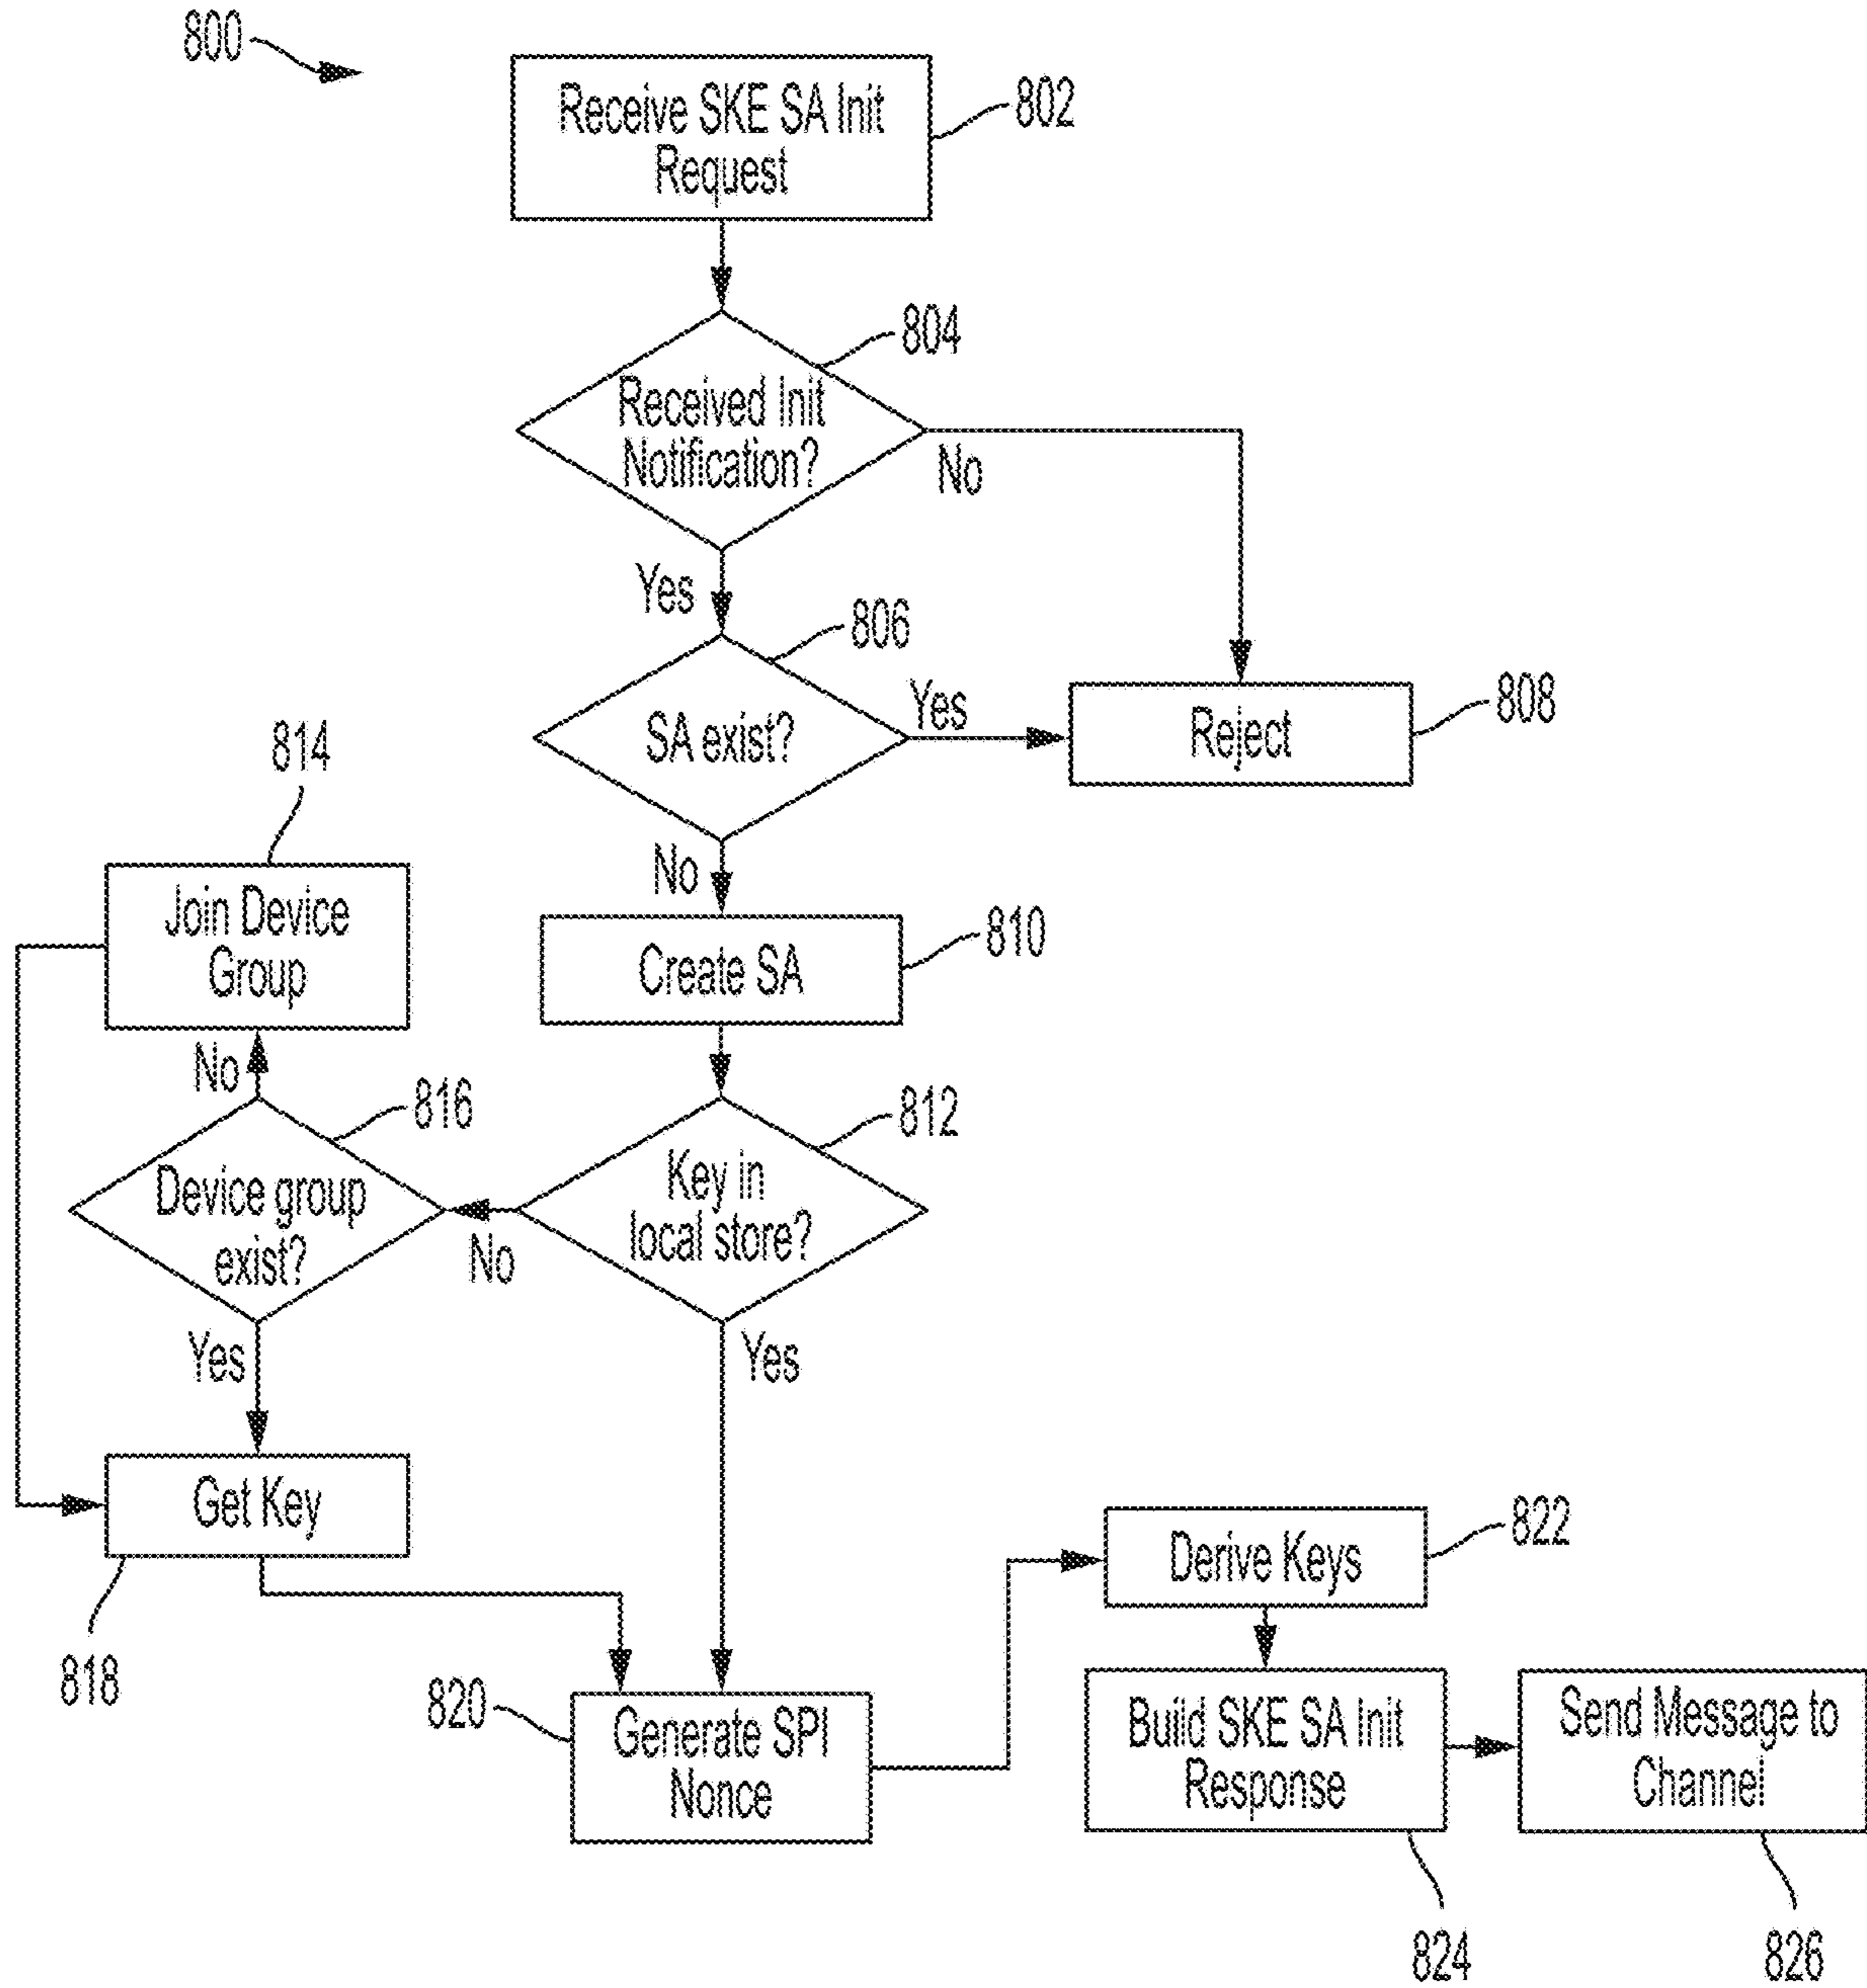 800
Receive SKE SA Init
Request
802
804
Received Init
Notification?
No
Yes
806
SA exist?
Yes
Reject
808
No
814
Join Device
Group
Create SA
810
No
816
Device group
exist?
No
812
Key in
local store?
Yes
Yes
Get Key
818
820
Generate SPI
Nonce
Derive Keys
822
Build SKE SA Init
Response
824
Send Message to
Channel
826